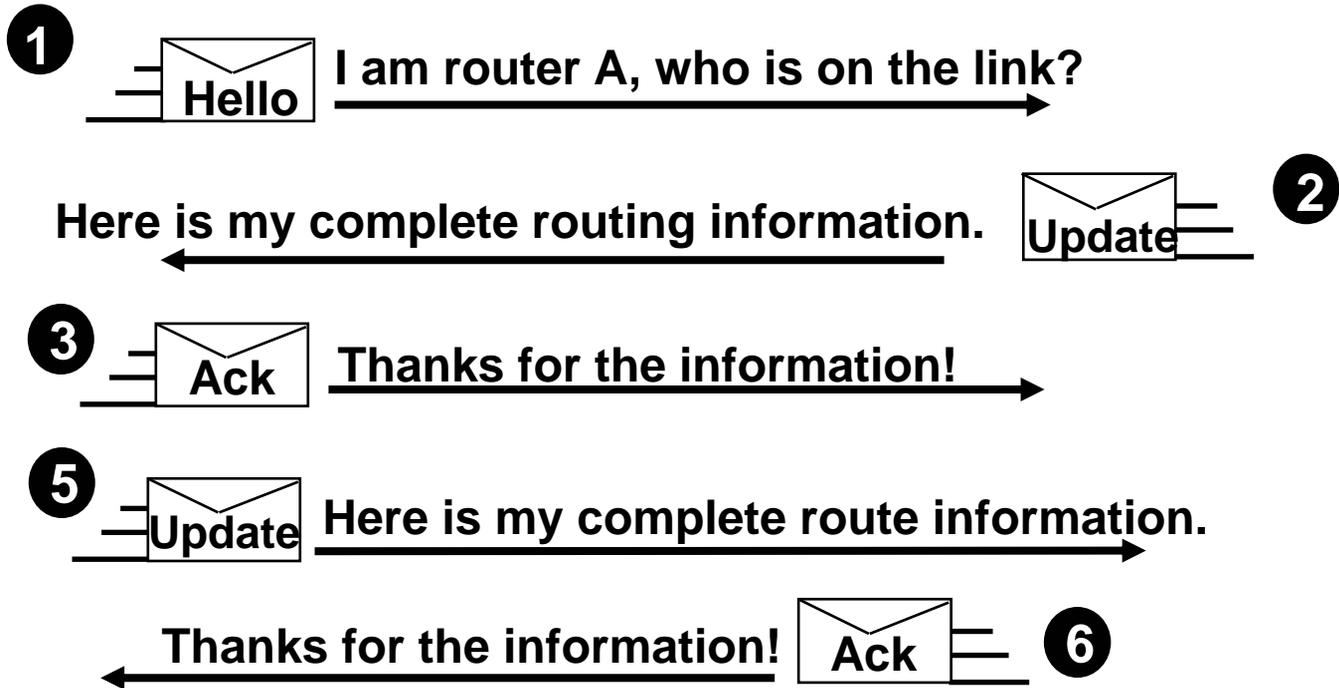 1
Hello I am router A, who is on the link?
Here is my complete routing information. Update 2
3 Ack Thanks for the information!
5 Update Here is my complete route information.
Thanks for the information! Ack 6